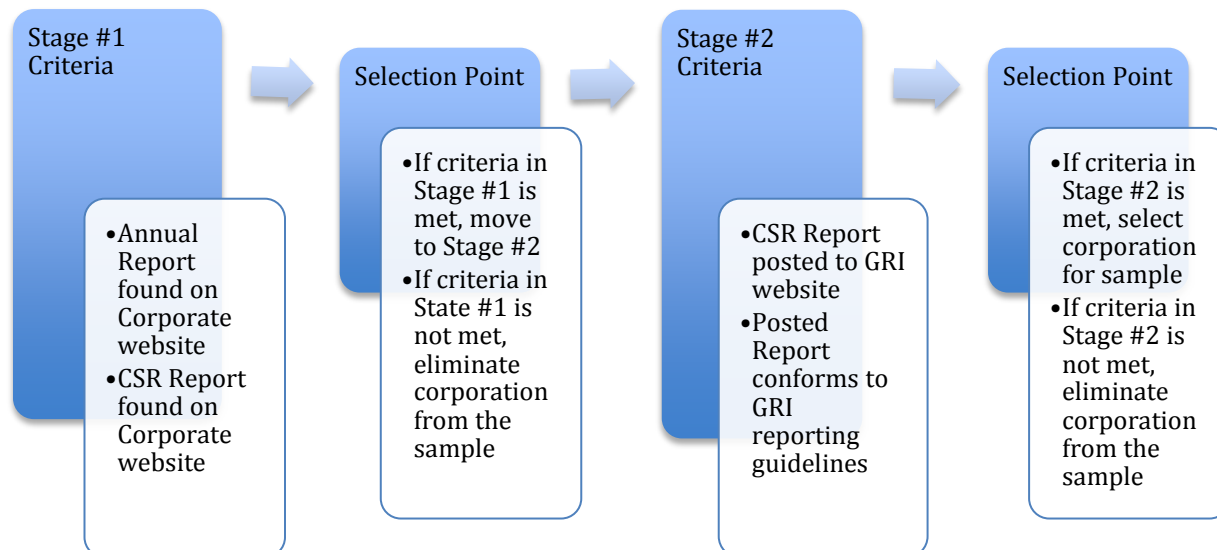 Stage #1
Criteria
•Annual
Report
found on
Corporate
website
•CSR Report
found on
Corporate
website
Selection Point
•If criteria in
Stage #1 is
met, move
to Stage #2
•If criteria in
State #1 is
not met,
eliminate
corporation
from the
sample
Stage #2
Criteria
•CSR Report
posted to GRI
website
•Posted
Report
conforms to
GRI
reporting
guidelines
Selection Point
•If criteria in
Stage #2 is
met, select
corporation
for sample
•If criteria in
Stage #2 is
not met,
eliminate
corporation
from the
sample